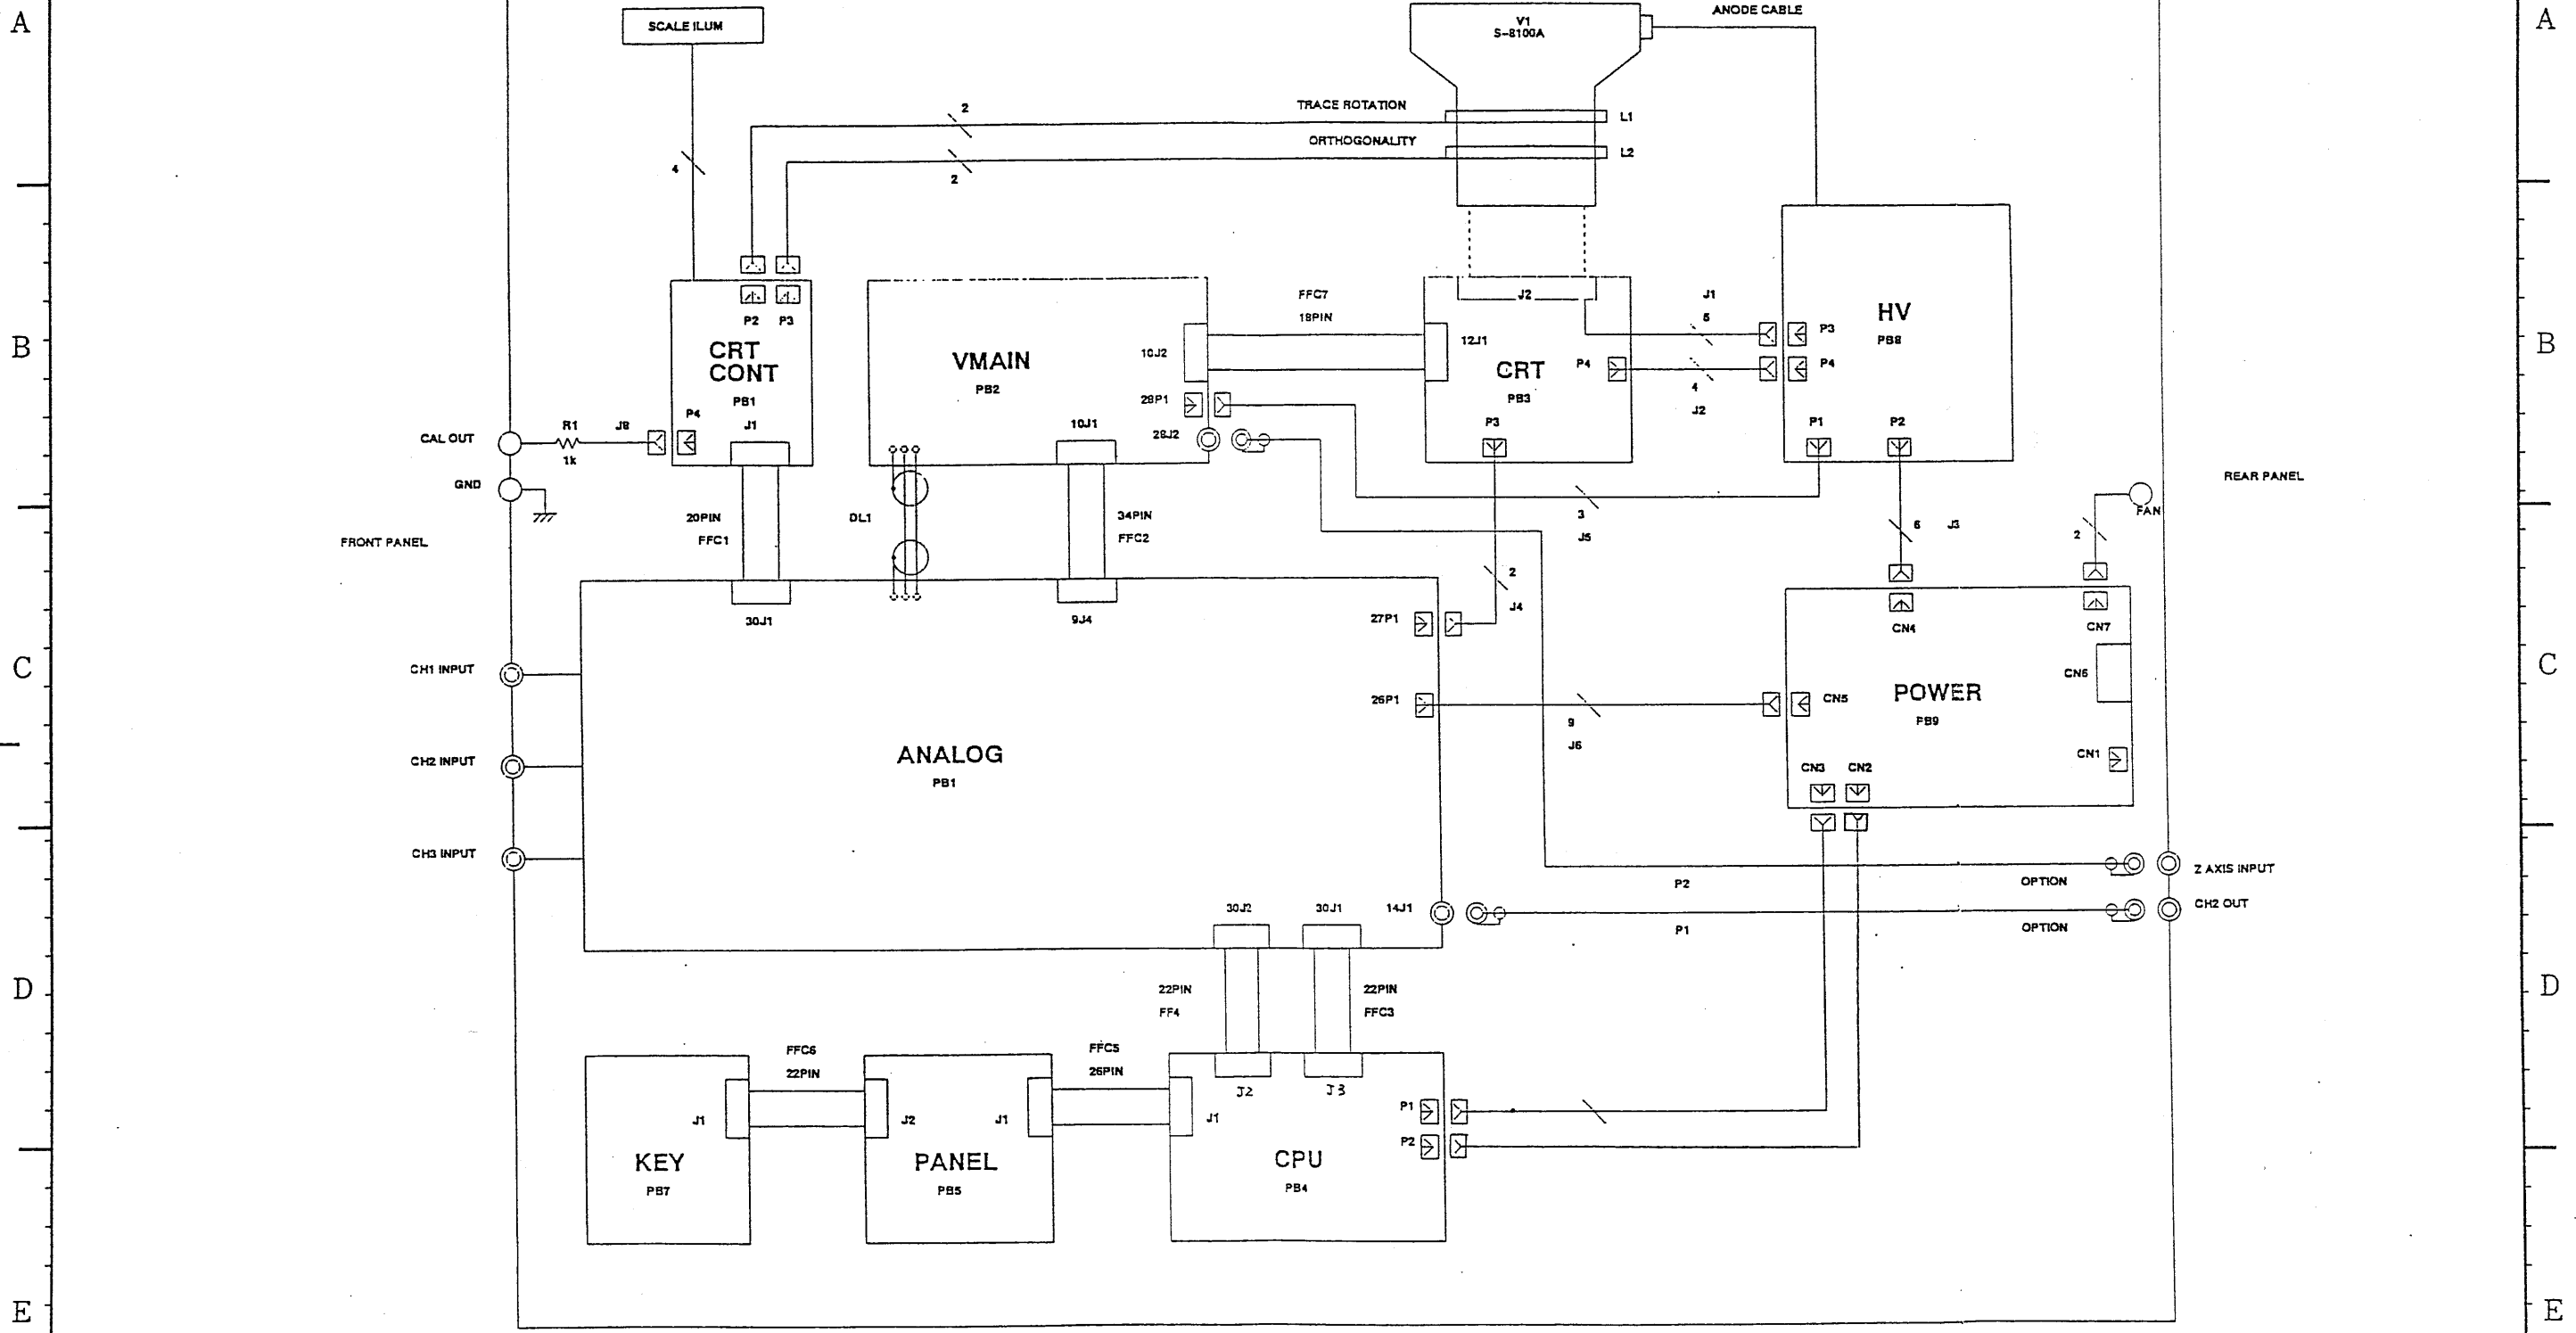 A
SCALE ILUM
V1
S-8100A
ANODE CABLE
A
2
TRACE ROTATION
L1
ORTHOGONALITY
L2
4
2
P2 P3
CRT
CONT
PB1
P4
J1
VMAIN
PB2
10J2
28P1
28J2
10J1
FFC7
18PIN
J2
12J1
CRT
PB3
P4
P3
J1
5
4
J2
HV
PB8
P3
P4
P1
P2
B
B
CAL OUT
R1
1k
J8
GND
REAR PANEL
FRONT PANEL
20PIN
FFC1
DL1
34PIN
FFC2
3
J5
6
J3
2
FAN
2
J4
30J1
9J4
27P1
26P1
CN4
CN7
CN6
CN5
POWER
PB9
CN1
CN3
CN2
9
J6
C
C
CH1 INPUT
CH2 INPUT
CH3 INPUT
ANALOG
PB1
30J2
30J1
14J1
P2
OPTION
Z AXIS INPUT
P1
OPTION
CH2 OUT
D
D
22PIN
FF4
22PIN
FFC3
FFC6
22PIN
FFC5
26PIN
J2
J3
J1
J2
J1
J1
P1
P2
KEY
PB7
PANEL
PB5
CPU
PB4
E
E